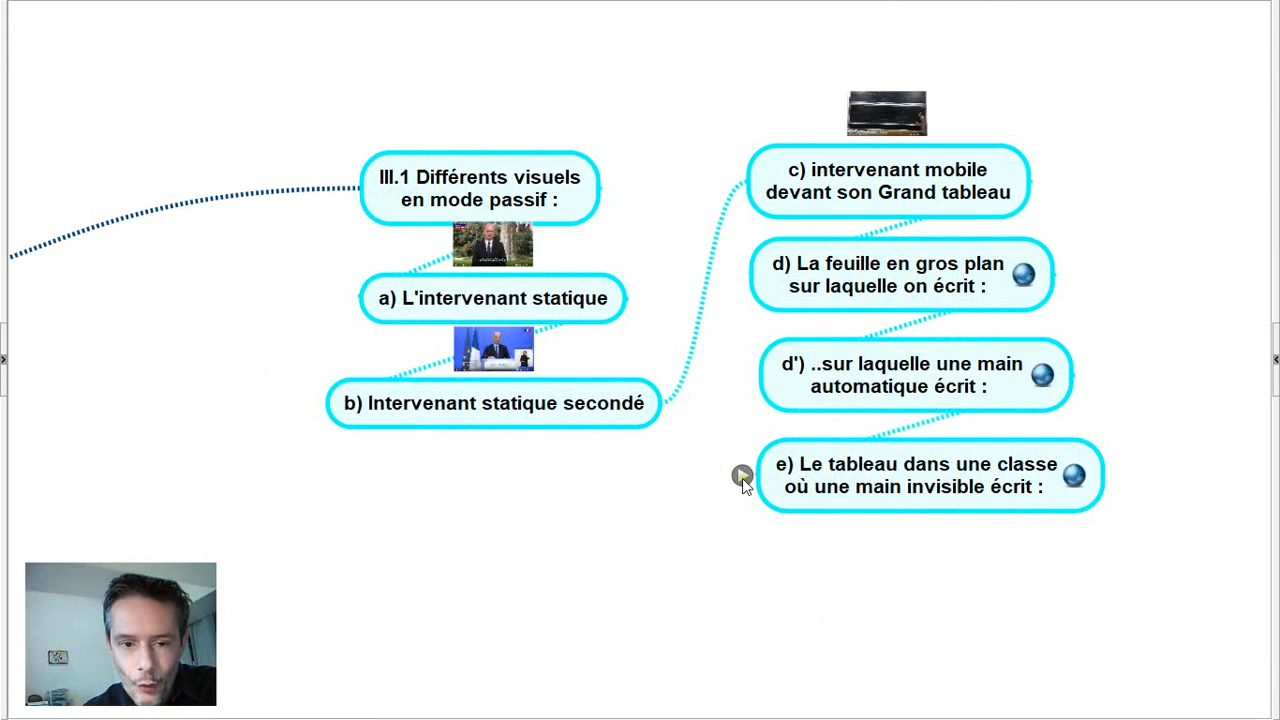 III.1 Différents visuels
en mode passif :
a) L'intervenant statique
b) Intervenant statique secondé
c) intervenant mobile
devant son Grand tableau
d) La feuille en gros plan
sur laquelle on écrit :
d') ..sur laquelle une main
automatique écrit :
e) Le tableau dans une classe
où une main invisible écrit :